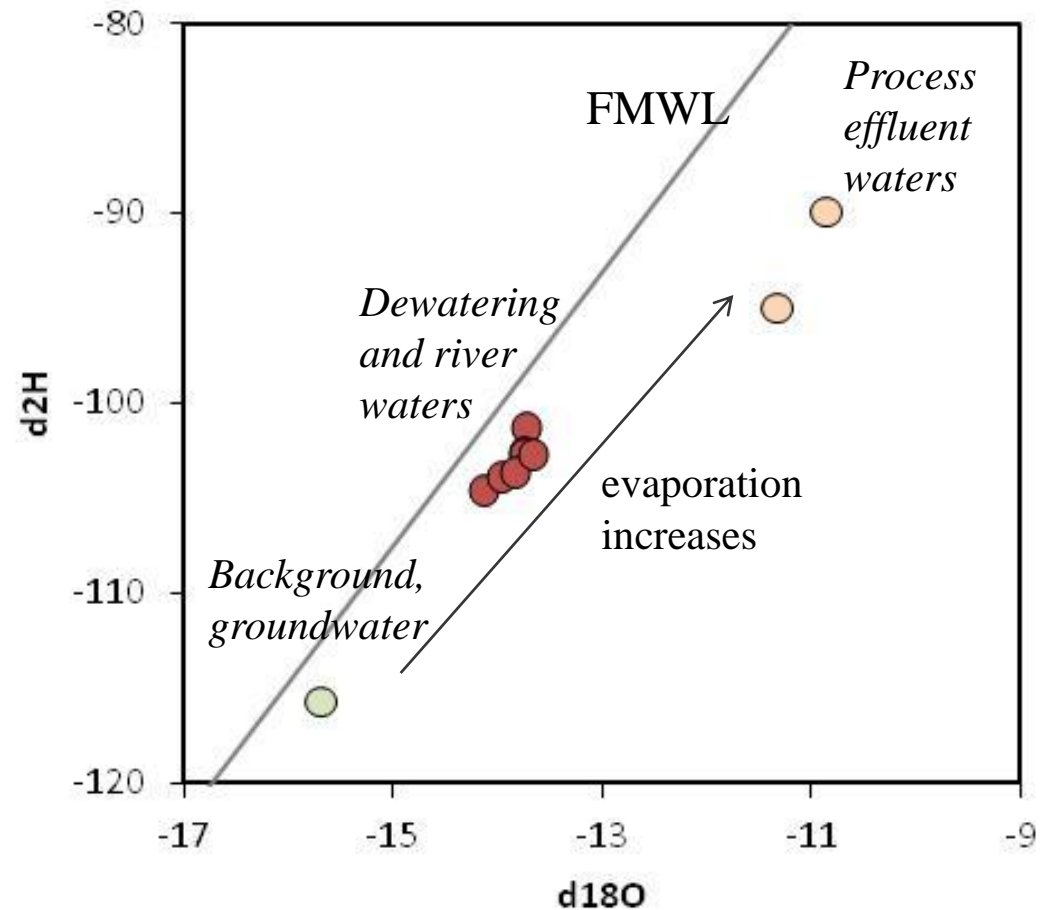 -80
FMWL
Process
effluent
waters
-90
Dewatering
and river
waters
-100
d2H
evaporation
increases
Background,
groundwater
-110
-120
-17
-15
-13
-11
-9
d18O